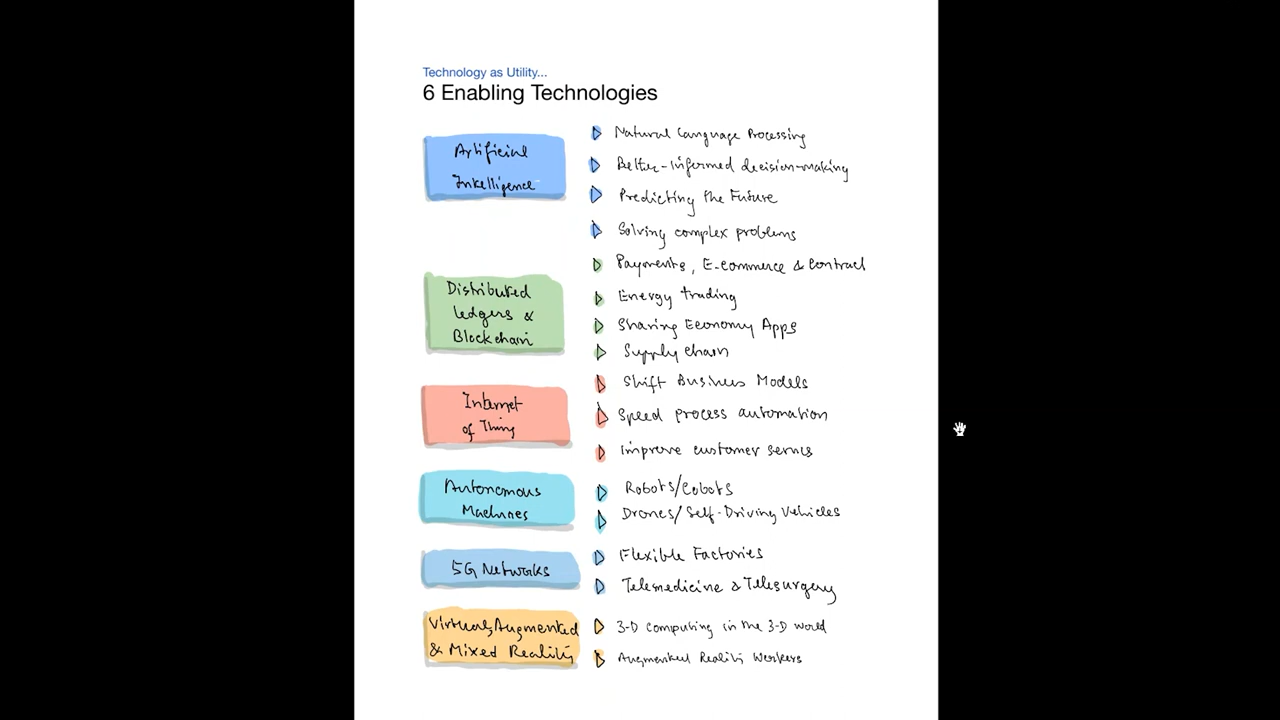 Technology as Utility...
6 Enabling Technologies
Artificial
Intelligence
Natural Language Processing
Better-informed decision-making
Predicting the Future
Solving complex problems
Distributed
Ledgers &
Blockchain
Payments, E-commerce & Contract
Energy trading
Sharing Economy Apps
Supply chain
Internet
of Thing
Shift Business Models
Speed process automation
Improve customer servics
Autonomous
Machines
Robots/Cobots
Drones/Self-Driving Vehicles
5G Networks
Flexible Factories
Telemedicine & Telesurgery
Virtual, Augmented
& Mixed Reality
3-D computing in the 3-D world
Augmented Reality Workers